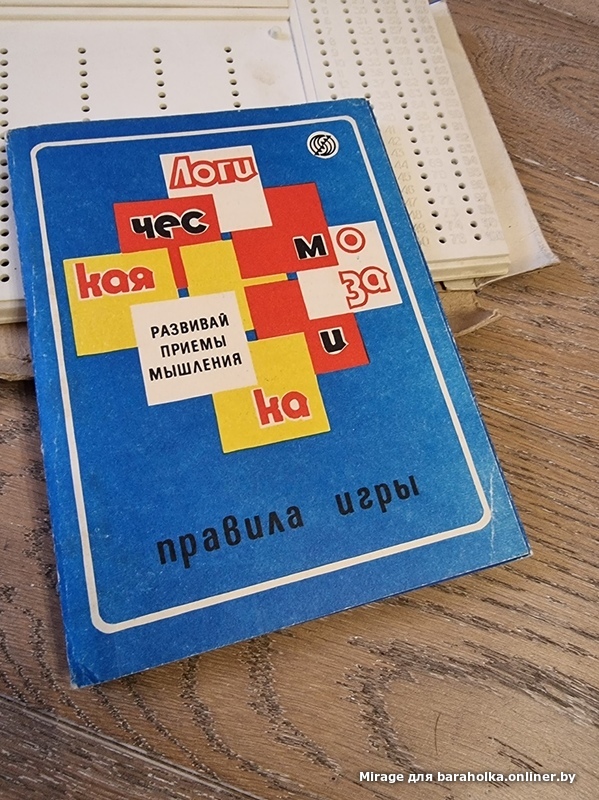 Логи
чес
кая
мо
за
и
ка
РАЗВИВАЙ
ПРИЕМЫ
МЫШЛЕНИЯ
правила игры
Mirage для baraholka.onliner.by